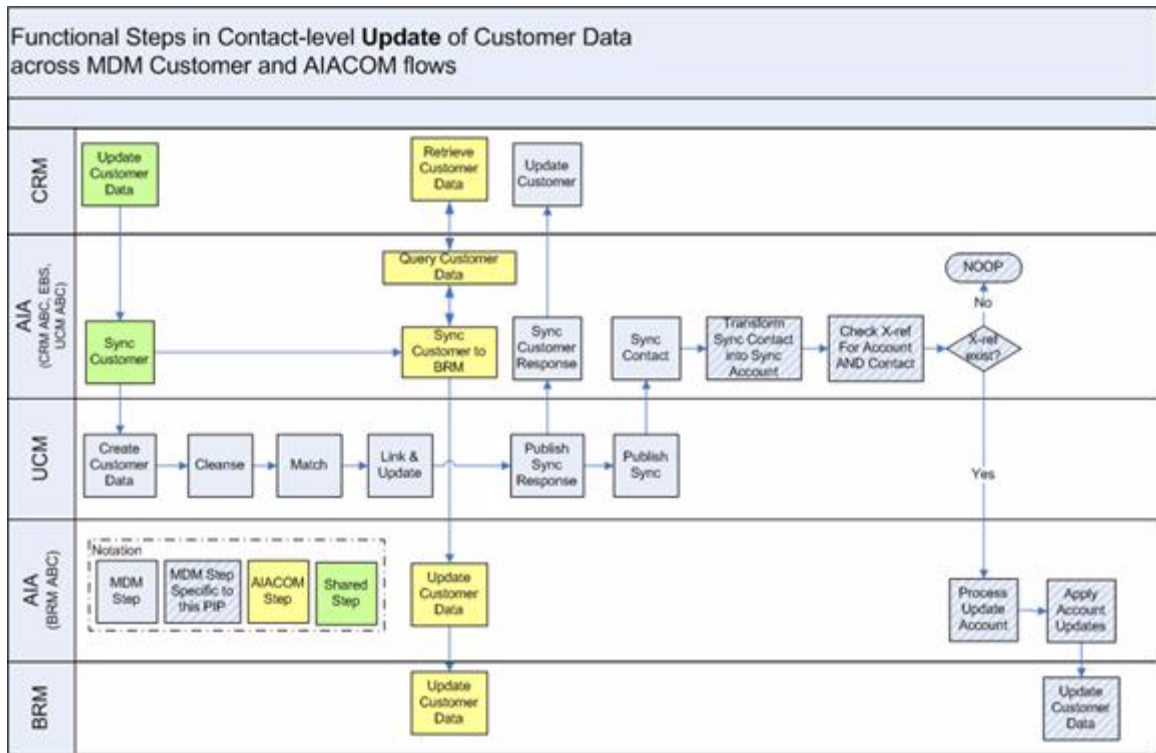 Functional Steps in Contact-level Update of Customer Data
across MDM Customer and AIACOM flows
CRM
Update
Customer
Data
Retrieve
Customer
Data
Update
Customer
AIA
(CRM ABC, EBS,
UCM ABC)
Query Customer
Data
NOOP
No
Sync
Customer
Sync
Customer to
BRM
Sync
Customer
Response
Sync
Contact
Transform
Sync Contact
into Sync
Account
Check X-ref
For Account
AND Contact
X-ref
exist?
UCM
Create
Customer
Data
Cleanse
Match
Link &
Update
Publish
Sync
Response
Publish
Sync
Yes
AIA
(BRM ABC)
Notation
MDM
Step
MDM Step
Specific to
this PIP
AIACOM
Step
Shared
Step
Update
Customer
Data
Process
Update
Account
Apply
Account
Updates
BRM
Update
Customer
Data
Update
Customer
Data